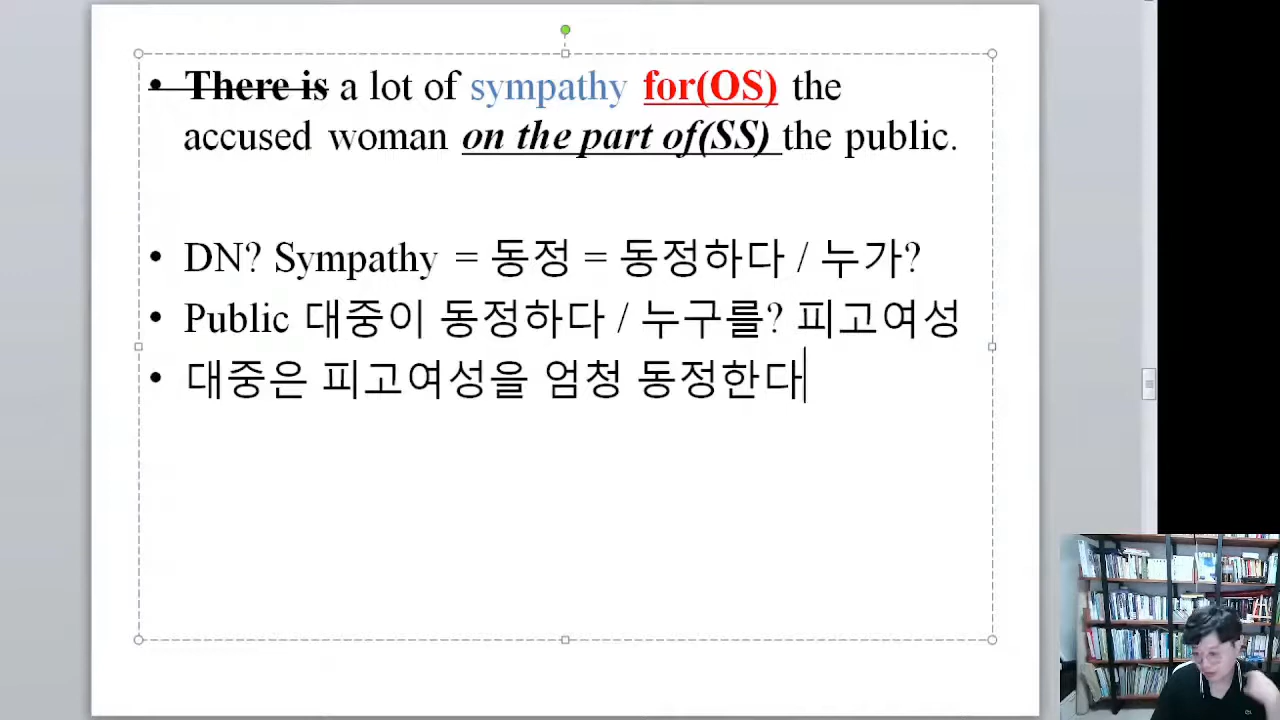 • There is a lot of sympathy for(OS) the
accused woman on the part of(SS) the public.
• DN? Sympathy = 동정 = 동정하다 / 누가?
• Public 대중이 동정하다 / 누구를? 피고여성
• 대중은 피고여성을 엄청 동정한다